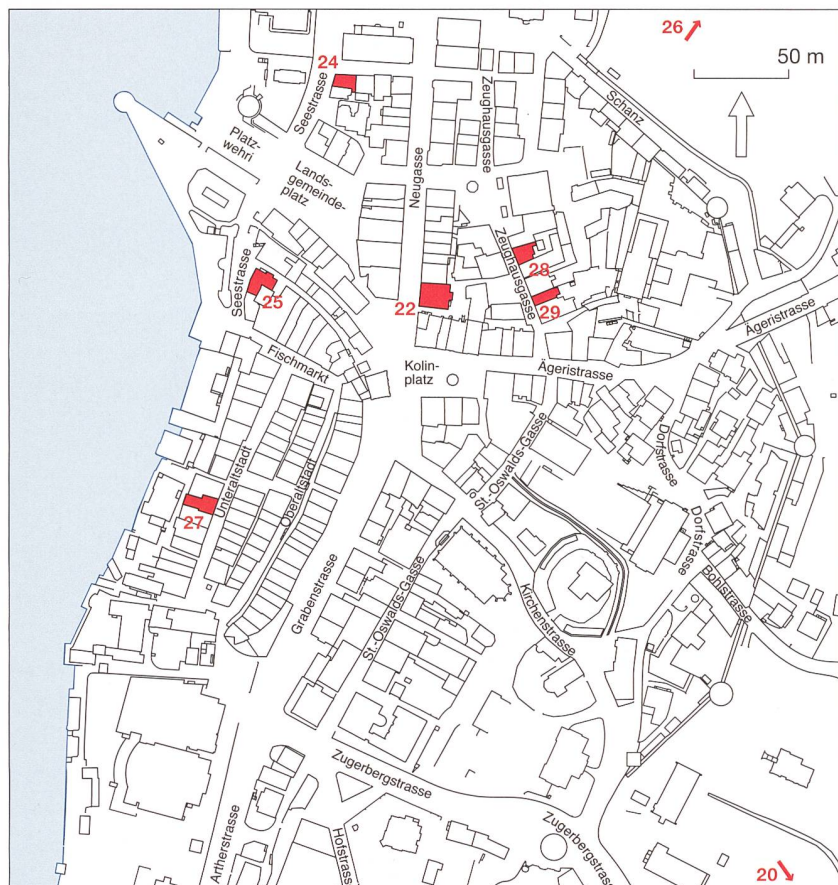 26
50 m
24
Seestrasse
Zeughausgasse
Schanz
Platz-
wehri
Lands-
gemeinde-
platz
Neugasse
Zeughausgasse
28
Seestrasse
25
22
29
Ägeristrasse
Fischmarkt
Kolin-
platz
Ägeristrasse
Unteraltstadt
Oberaltstadt
St.-Oswalds-Gasse
Dorfstrasse
27
Dorfstrasse
Grabenstrasse
St.-Oswalds-Gasse
Kirchenstrasse
Bohlstrasse
Zugerbergstrasse
Artherstrasse
Hofstrasse
Zugerbergstrasse
20